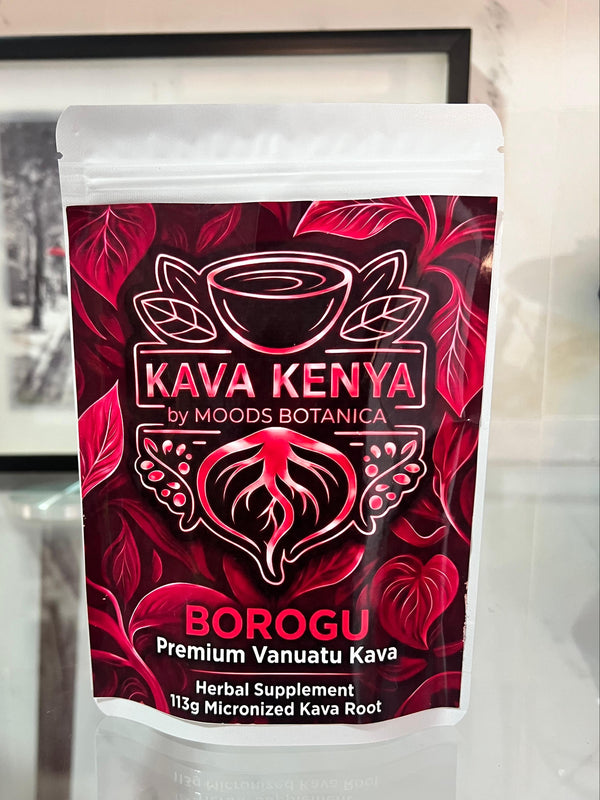 KAVA KENYA
by MOODS BOTANICA
BOROGU
Premium Vanuatu Kava
Herbal Supplement
113g Micronized Kava Root